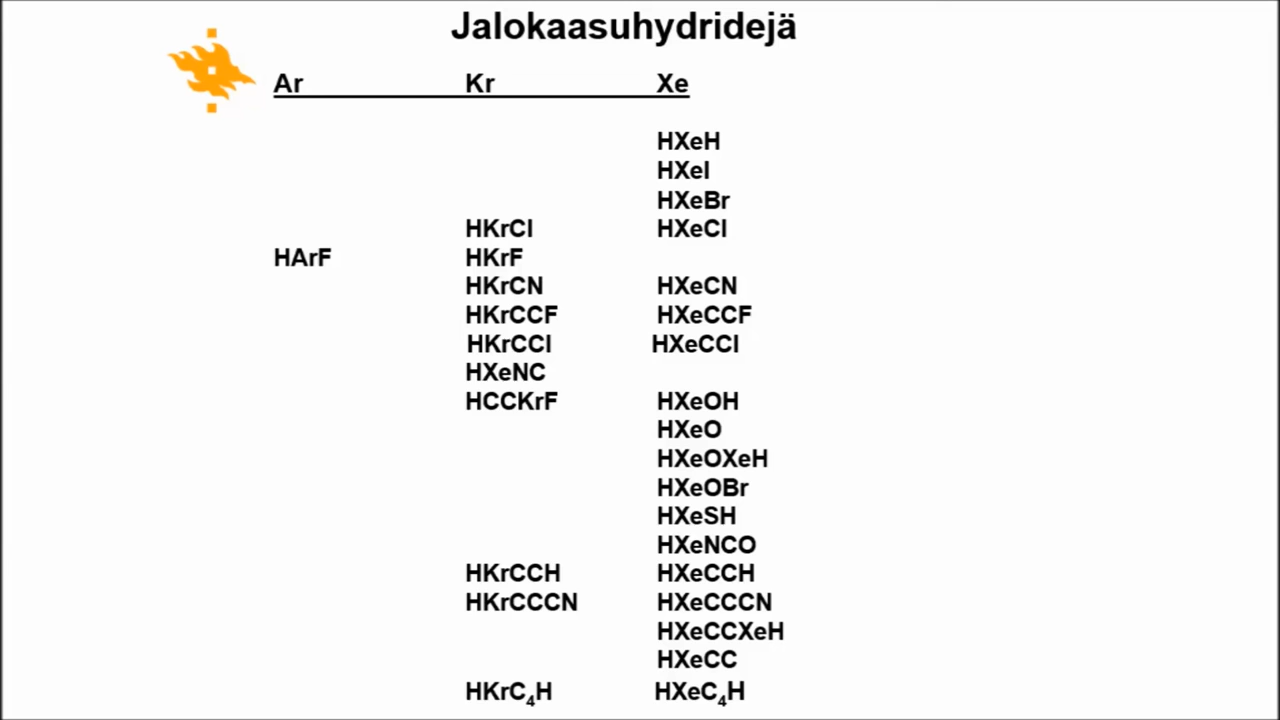 Jalokaasuhydridejä
Ar Kr Xe
HXeH
HXeI
HXeBr
HKrCl HXeCl
HArF HKrF
HKrCN HXeCN
HKrCCF HXeCCF
HKrCCl HXeCCl
HXeNC
HCCKrF HXeOH
HXeO
HXeOXeH
HXeOBr
HXeSH
HXeNCO
HKrCCH HXeCCH
HKrCCCN HXeCCCN
HXeCCXeH
HXeCC
HKrC₄H HXeC₄H